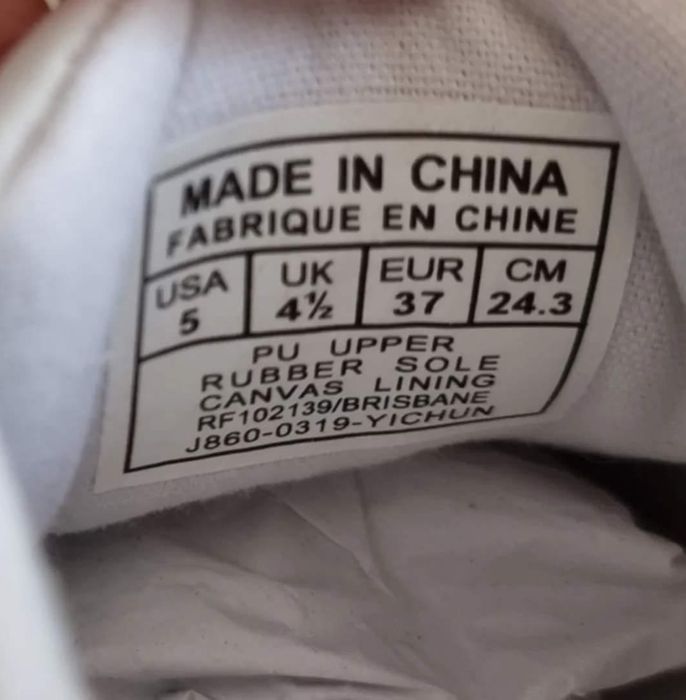 MADE IN CHINA
FABRIQUE EN CHINE
USA UK EUR CM
5 4½ 37 24.3
PU UPPER
RUBBER SOLE
CANVAS LINING
RF102139/BRISBANE
J860-0319-YICHUN